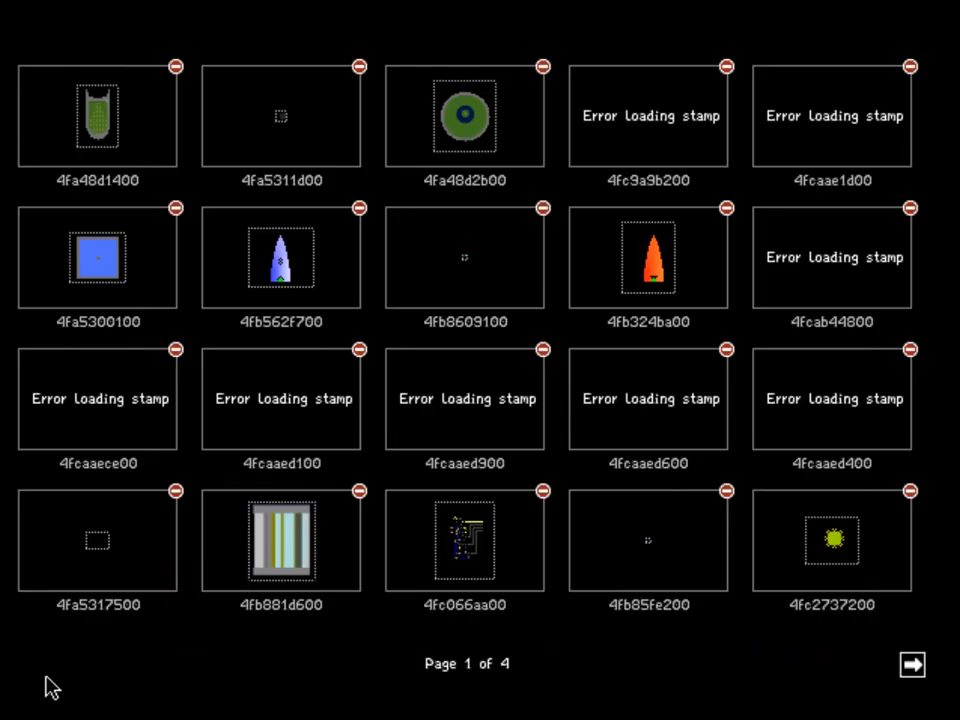 Error loading stamp Error loading stamp
4fa48d1400 4fa5311d00 4fa48d2b00 4fc9a9b200 4fcaae1d00
Error loading stamp
4fa5300100 4fb562f700 4fb8609100 4fb324ba00 4fcab44800
Error loading stamp Error loading stamp Error loading stamp Error loading stamp Error loading stamp
4fcaaece00 4fcaaed100 4fcaaed900 4fcaaed600 4fcaaed400
4fa5317500 4fb881d600 4fc066aa00 4fb85fe200 4fc2737200
Page 1 of 4